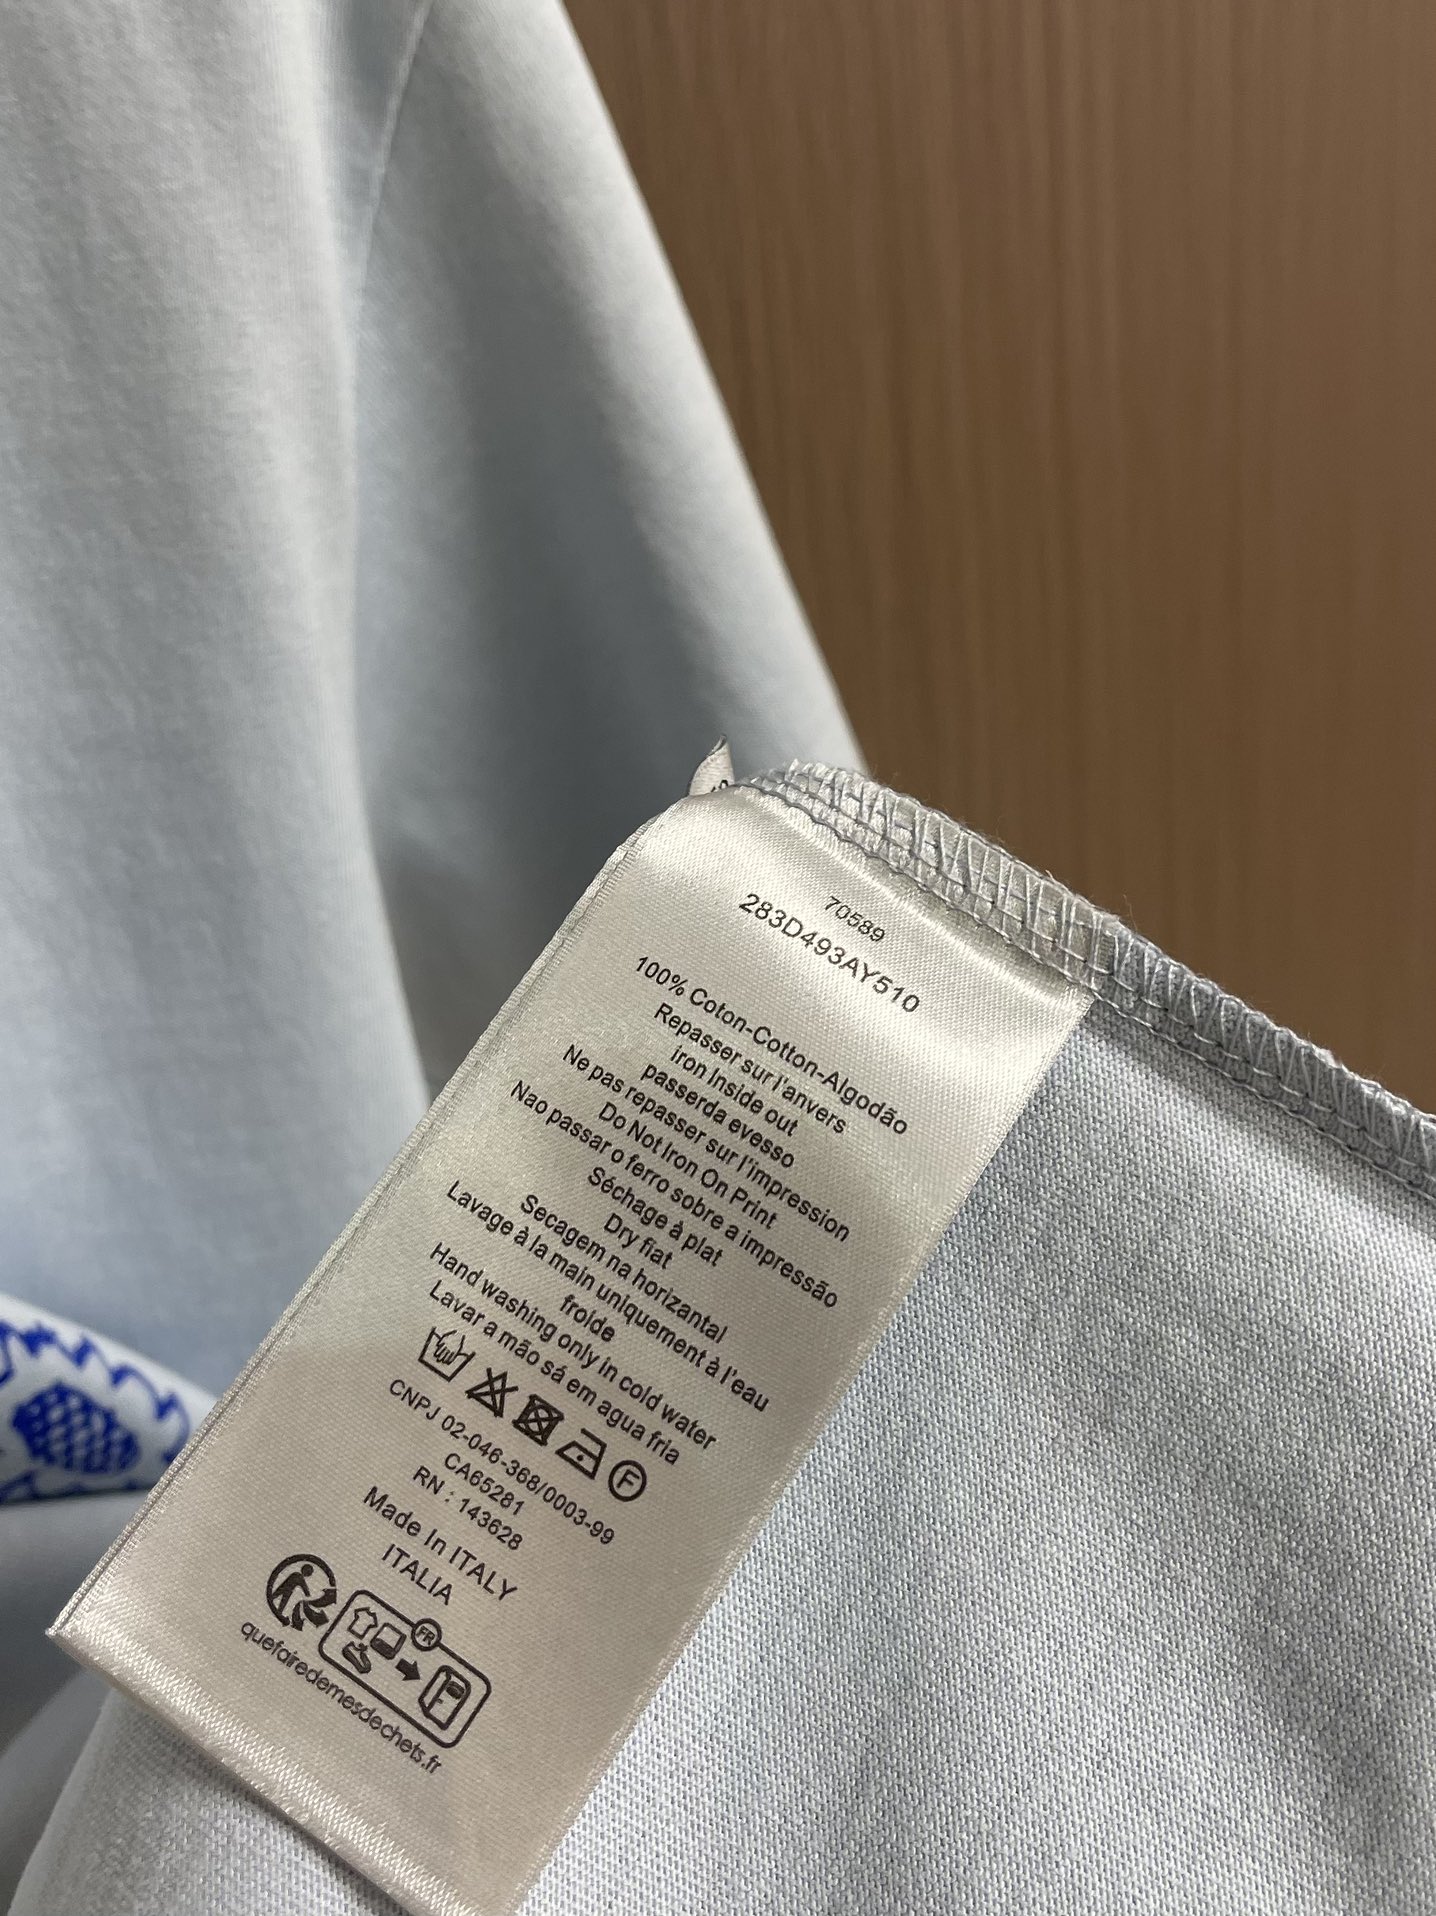 70589
283D493AY510
100% Coton-Cotton-Algodão
Repasser sur l'anvers
iron Inside out
passerda evesso
Ne pas repasser sur l'impression
Do Not Iron On Print
Nao passar o ferro sobre a impressão
Séchage à plat
Dry fiat
Secagem na horizantal
Lavage à la main uniquement à l'eau
froide
Hand washing only in cold water
Lavar a mão sá em agua fria
F
CNPJ 02-046-368/0003-99
CA65281
RN : 143628
Made In ITALY
ITALIA
FR
quefairedemesdechets.fr